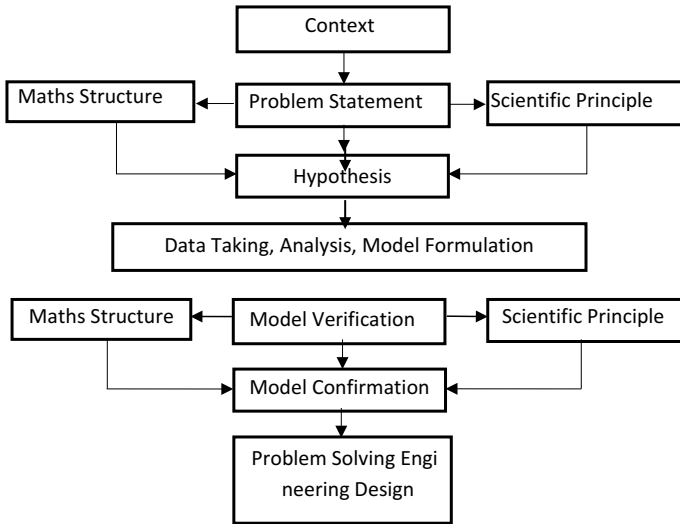 Context
Maths Structure
Problem Statement
Scientific Principle
Hypothesis
Data Taking, Analysis, Model Formulation
Maths Structure
Model Verification
Scientific Principle
Model Confirmation
Problem Solving Engi
neering Design